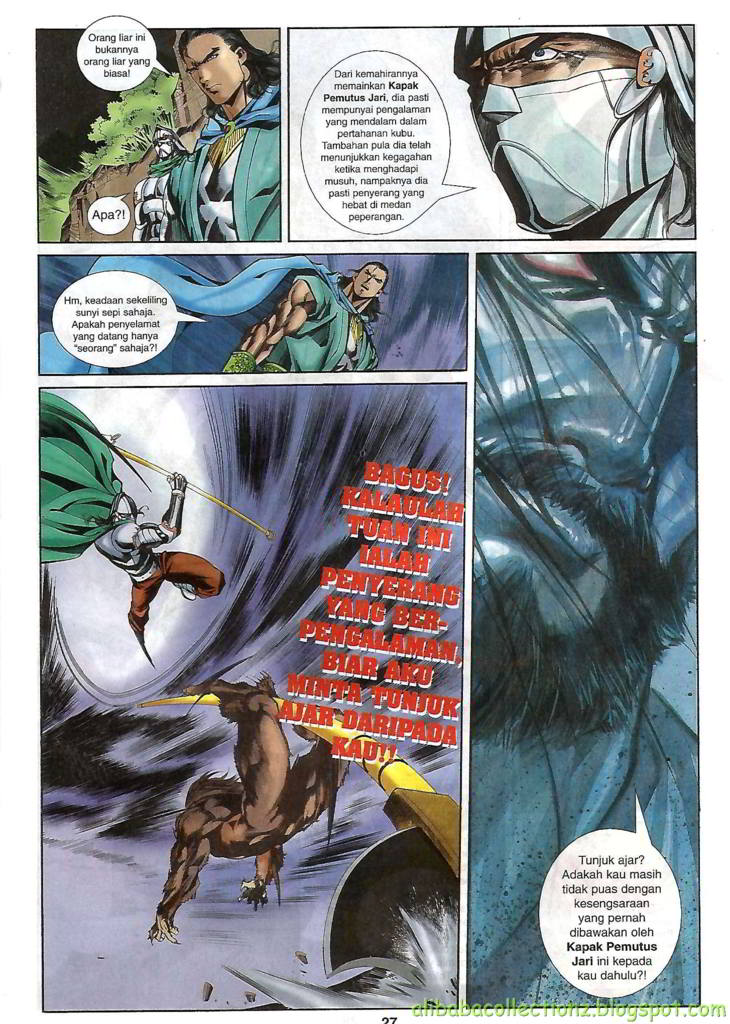 Orang liar ini
bukannya
orang liar yang
biasa!
Apa?!
Dari kemahirannya
memainkan Kapak
Pemutus Jari, dia pasti
mempunyai pengalaman
yang mendalam dalam
pertahanan kubu.
Tambahan pula dia telah
menunjukkan kegagahan
ketika menghadapi
musuh, nampaknya dia
pasti penyerang yang
hebat di medan
peperangan.
Hm, keadaan sekeliling
sunyi sepi sahaja.
Apakah penyelamat
yang datang hanya
"seorang" sahaja?!
BAGUS!
KALAULAH
TUAN INI
IALAH
PENYERANG
YANG BER-
PENGALAMAN,
BIAR AKU
MINTA TUNJUK
AJAR DARIPADA
KAU!!
Tunjuk ajar?
Adakah kau masih
tidak puas dengan
kesengsaraan
yang pernah
dibawakan oleh
Kapak Pemutus
Jari ini kepada
kau dahulu?!
27
alibabacollectionz.blogspot.com